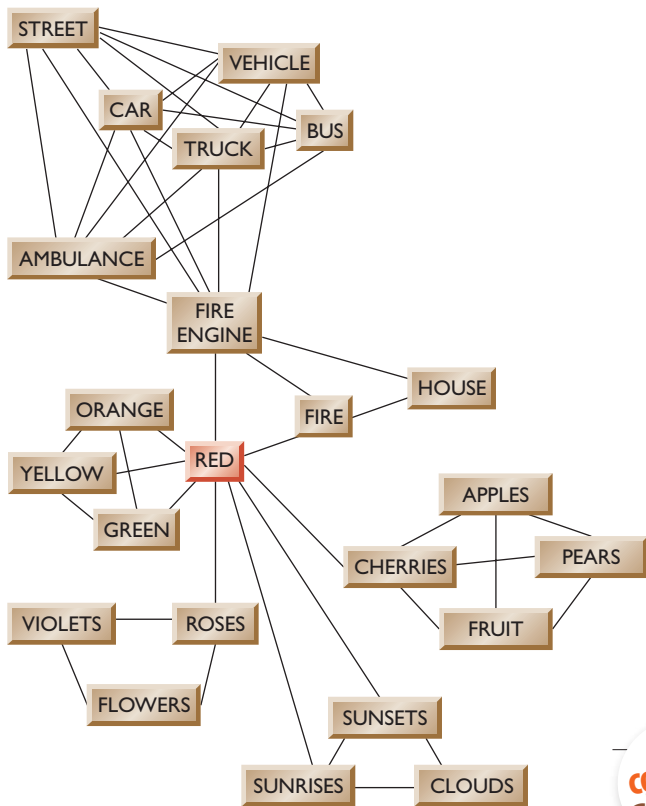 STREET
VEHICLE
CAR
BUS
TRUCK
AMBULANCE
FIRE
ENGINE
HOUSE
ORANGE
FIRE
RED
YELLOW
APPLES
GREEN
PEARS
CHERRIES
VIOLETS
ROSES
FRUIT
FLOWERS
SUNSETS
SUNRISES
CLOUDS